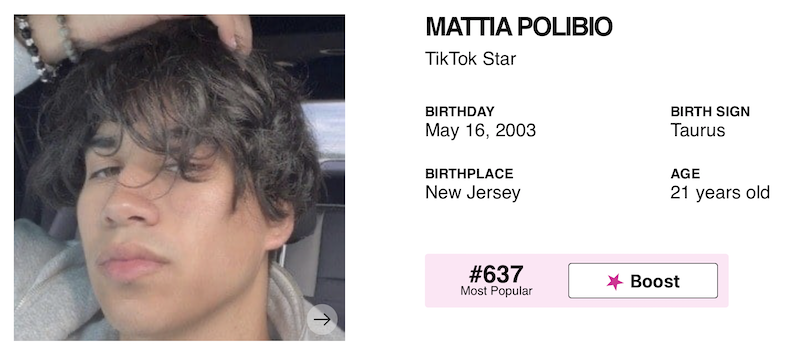 MATTIA POLIBIO
TikTok Star
BIRTHDAY
May 16, 2003
BIRTH SIGN
Taurus
BIRTHPLACE
New Jersey
AGE
21 years old
#637
Most Popular
Boost